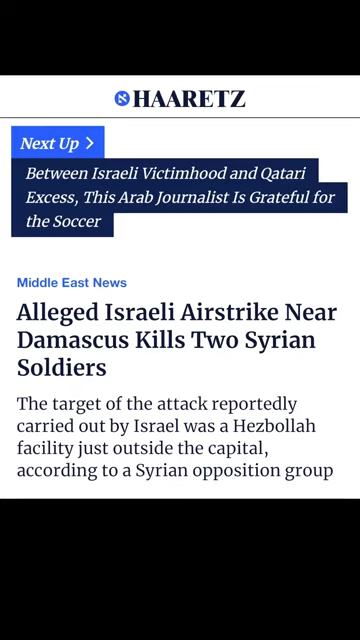 HAARETZ
Next Up
Between Israeli Victimhood and Qatari
Excess, This Arab Journalist Is Grateful for
the Soccer
Middle East News
Alleged Israeli Airstrike Near
Damascus Kills Two Syrian
Soldiers
The target of the attack reportedly
carried out by Israel was a Hezbollah
facility just outside the capital,
according to a Syrian opposition group